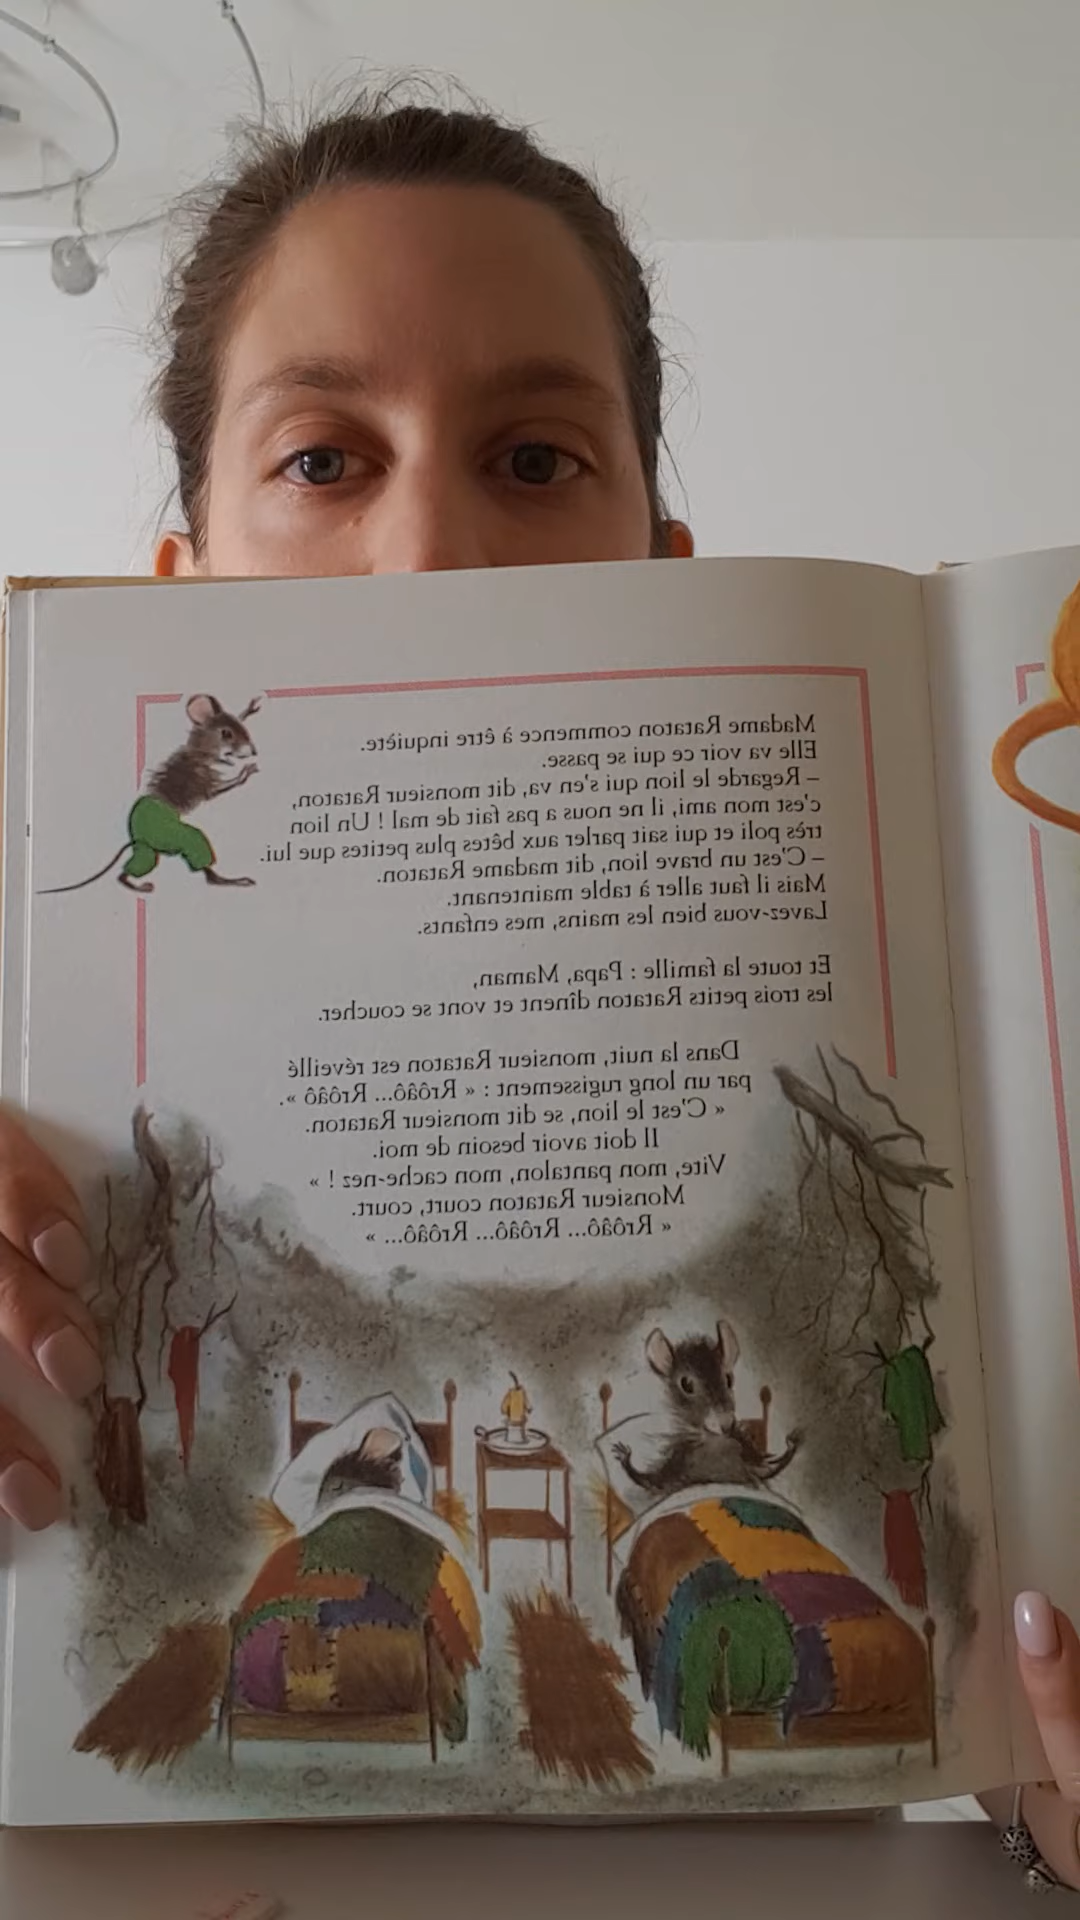 Madame Rataton commence à être inquiète.
Elle va voir ce qui se passe.
– Regarde le lion qui s'en va, dit monsieur Rataton,
c'est mon ami, il ne nous a pas fait de mal ! Un lion
très poli et qui sait parler aux bêtes plus petites que lui.
– C'est un brave lion, dit madame Rataton.
Mais il faut aller à table maintenant.
Lavez-vous bien les mains, mes enfants.
Et toute la famille : Papa, Maman,
les trois petits Rataton dînent et vont se coucher.
Dans la nuit, monsieur Rataton est réveillé
par un long rugissement : « Rrôâô... Rrôâô ».
« C'est le lion, se dit monsieur Rataton.
Il doit avoir besoin de moi.
Vite, mon pantalon, mon cache-nez ! »
Monsieur Rataton court, court.
« Rrôâô... Rrôâô... Rrôâô... »